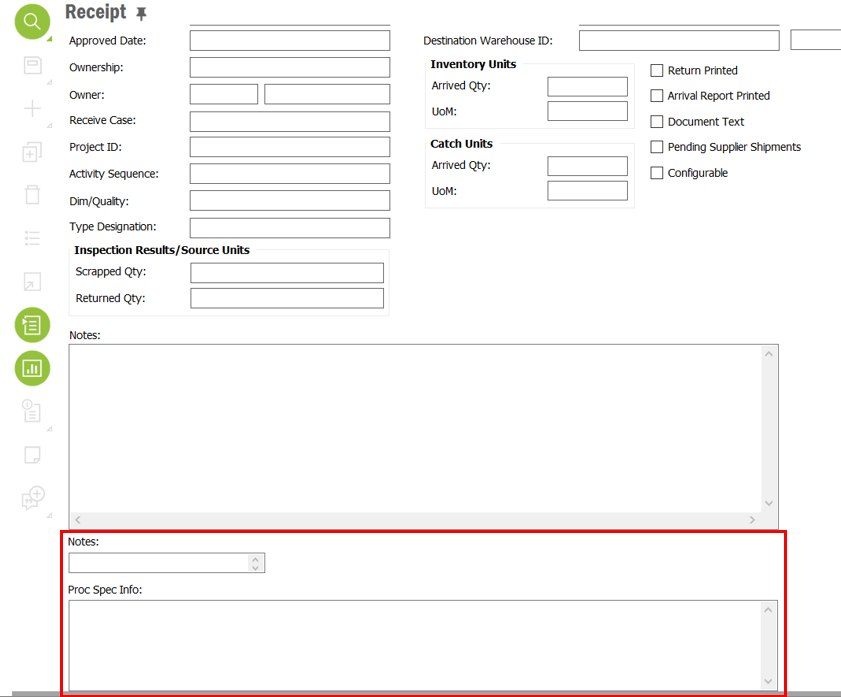 Receipt
Approved Date:
Destination Warehouse ID:
Ownership:
Owner:
Receive Case:
Project ID:
Activity Sequence:
Dim/Quality:
Type Designation:
Inventory Units
Arrived Qty:
UoM:
Catch Units
Arrived Qty:
UoM:
Return Printed
Arrival Report Printed
Document Text
Pending Supplier Shipments
Configurable
Inspection Results/Source Units
Scrapped Qty:
Returned Qty:
Notes:
Notes:
Proc Spec Info: